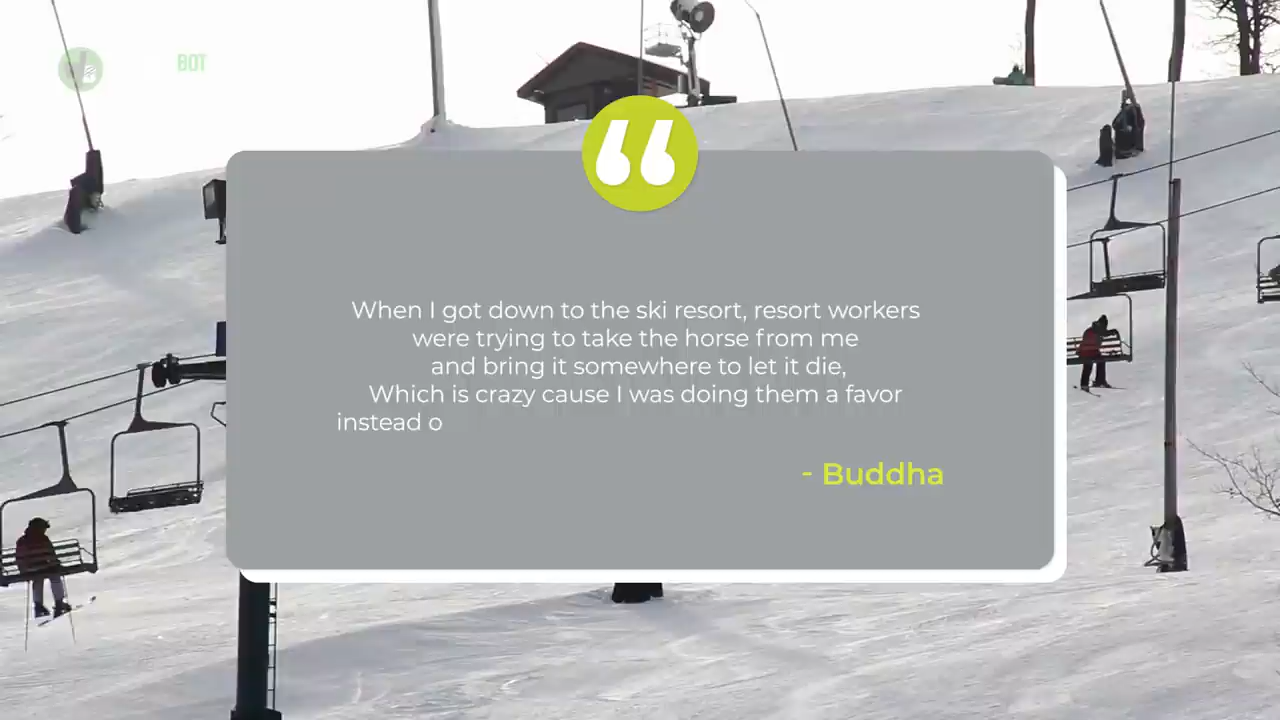 BOT
When I got down to the ski resort, resort workers
were trying to take the horse from me
and bring it somewhere to let it die,
Which is crazy cause I was doing them a favor
instead o
- Buddha